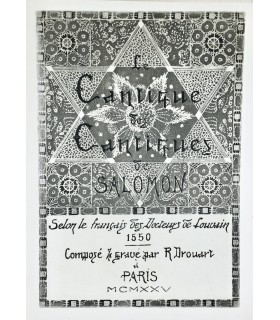 Le
Cantique
des
Cantiques
de
SALOMON
Selon le français des Docteurs de Louvain
1550
Composé & gravé par R Drouart
à
PARIS
MCMXXV